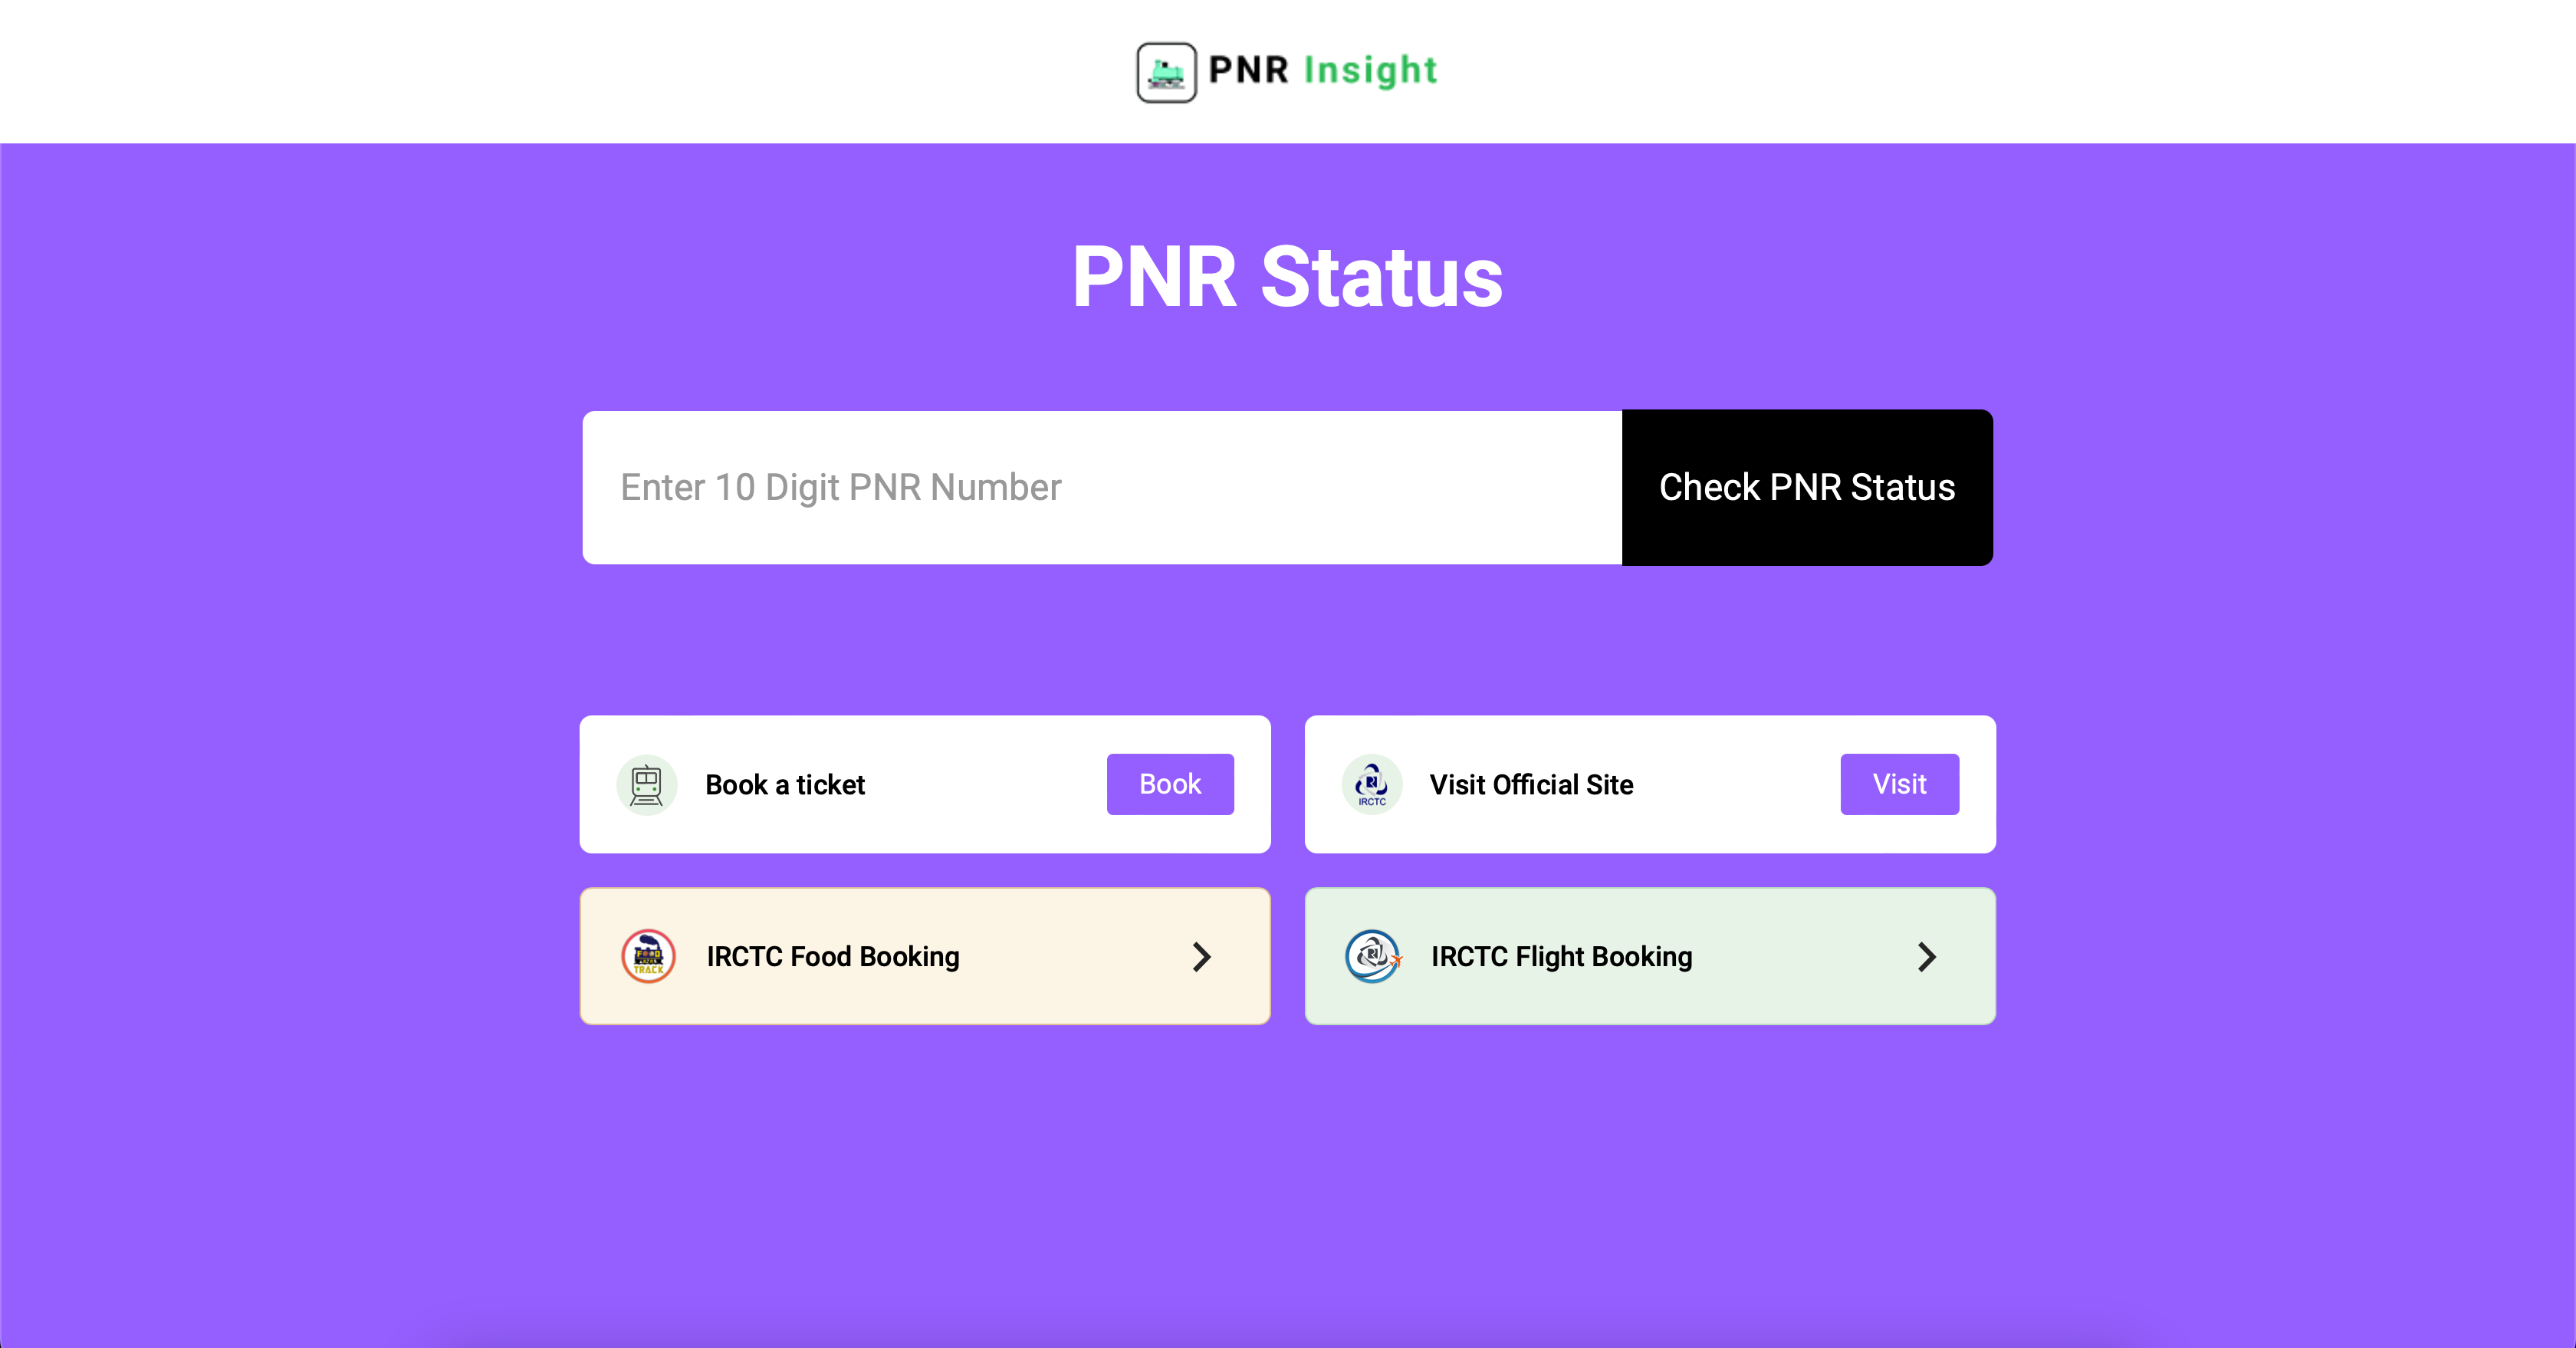 PNR Insight
PNR Status
Enter 10 Digit PNR Number
Check PNR Status
Book a ticket
Book
IRCTC
Visit Official Site
Visit
FOOD
TRACK
IRCTC Food Booking
IRCTC Flight Booking